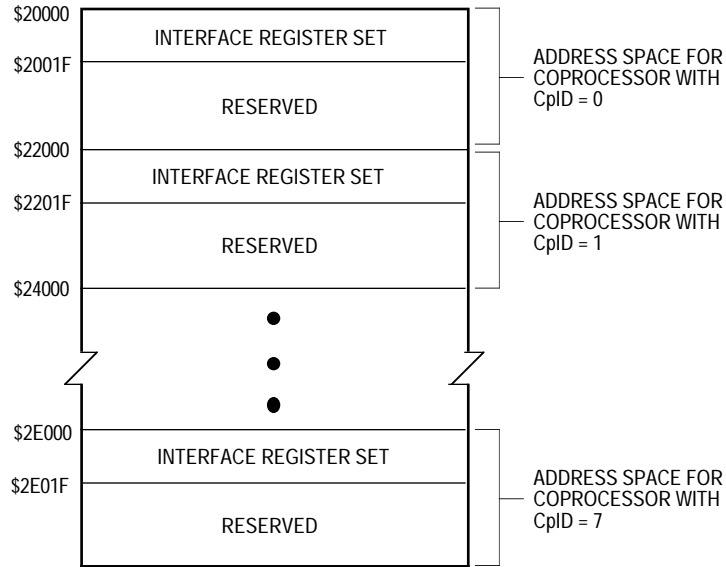 $20000
INTERFACE REGISTER SET
$2001F
ADDRESS SPACE FOR
COPROCESSOR WITH
CpID = 0
RESERVED
$22000
INTERFACE REGISTER SET
$2201F
ADDRESS SPACE FOR
COPROCESSOR WITH
CpID = 1
RESERVED
$24000
$2E000
INTERFACE REGISTER SET
$2E01F
ADDRESS SPACE FOR
COPROCESSOR WITH
CpID = 7
RESERVED